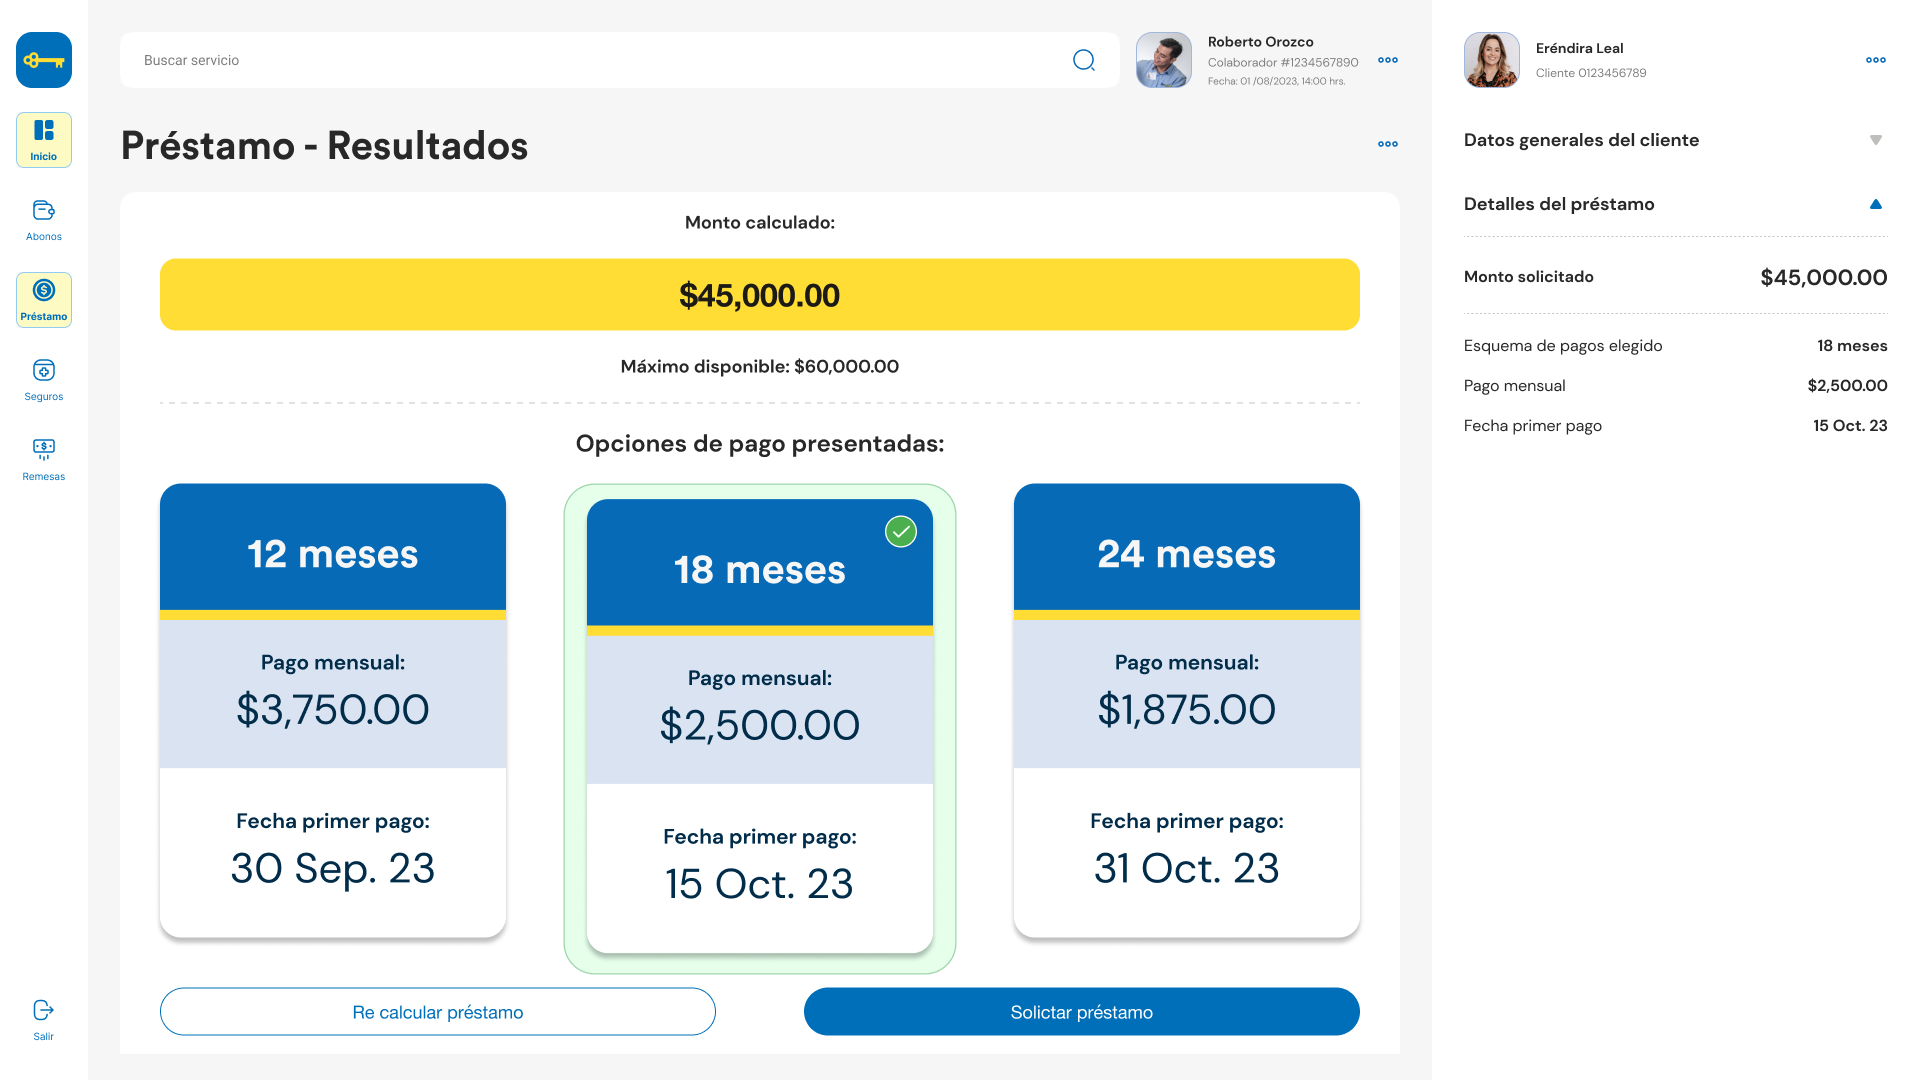 Inicio
Abonos
Préstamo
Seguros
Remesas
Salir
Buscar servicio
Roberto Orozco
Colaborador #1234567890
Fecha: 01 /08/2023, 14:00 hrs.
Préstamo - Resultados
Monto calculado:
$45,000.00
Máximo disponible: $60,000.00
Opciones de pago presentadas:
12 meses
Pago mensual:
$3,750.00
Fecha primer pago:
30 Sep. 23
18 meses
Pago mensual:
$2,500.00
Fecha primer pago:
15 Oct. 23
24 meses
Pago mensual:
$1,875.00
Fecha primer pago:
31 Oct. 23
Re calcular préstamo
Solictar préstamo
Eréndira Leal
Cliente 0123456789
Datos generales del cliente
Detalles del préstamo
Monto solicitado $45,000.00
Esquema de pagos elegido 18 meses
Pago mensual $2,500.00
Fecha primer pago 15 Oct. 23